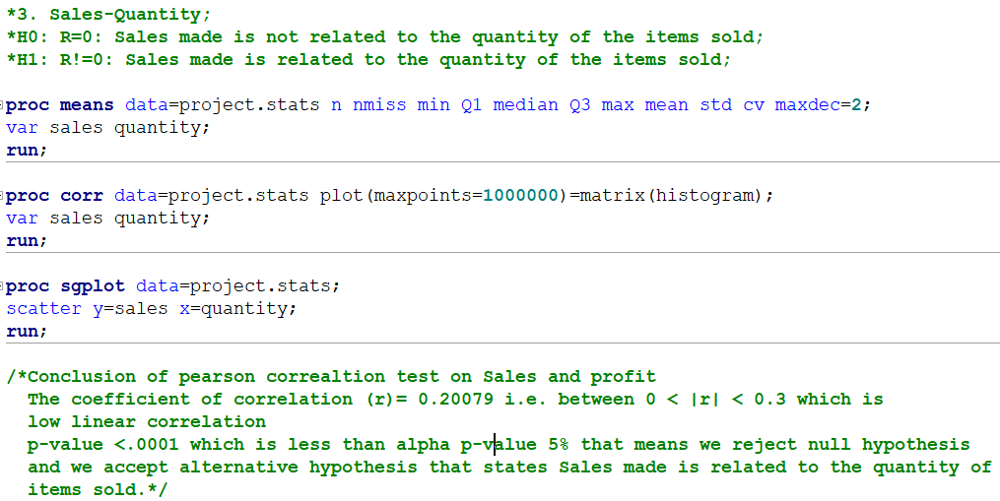 *3. Sales-Quantity;
*H0: R=0: Sales made is not related to the quantity of the items sold;
*H1: R!=0: Sales made is related to the quantity of the items sold;
proc means data=project.stats n nmiss min Q1 median Q3 max mean std cv maxdec=2;
var sales quantity;
run;
proc corr data=project.stats plot(maxpoints=1000000)=matrix(histogram);
var sales quantity;
run;
proc sgplot data=project.stats;
scatter y=sales x=quantity;
run;
/*Conclusion of pearson correaltion test on Sales and profit
The coefficient of correlation (r)= 0.20079 i.e. between 0 < |r| < 0.3 which is
low linear correlation
p-value <.0001 which is less than alpha p-value 5% that means we reject null hypothesis
and we accept alternative hypothesis that states Sales made is related to the quantity of
items sold.*/